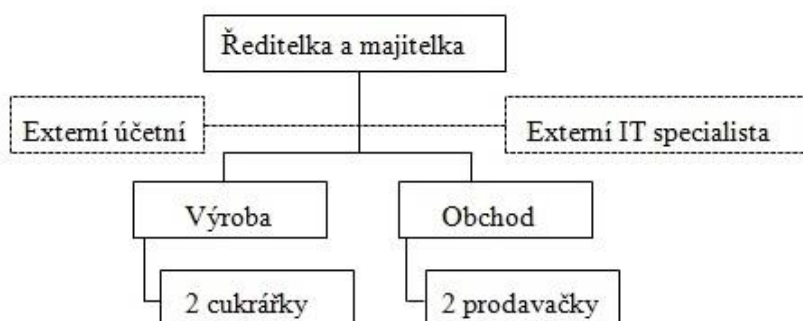 Ředitelka a majitelka
Externí účetní
Externí IT specialista
Výroba
Obchod
2 cukrářky
2 prodavačky